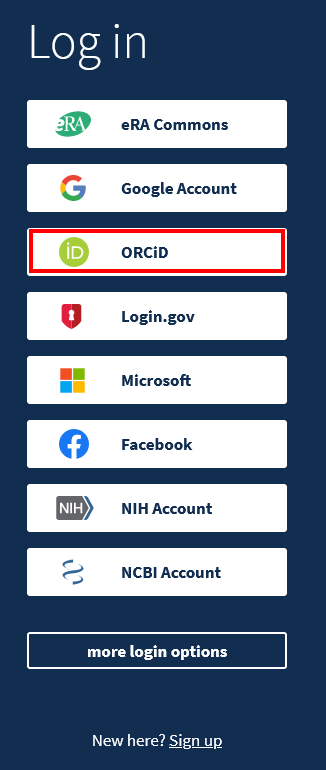 Log in
eRA eRA Commons
Google Account
iD ORCiD
Login.gov
Microsoft
Facebook
NIH NIH Account
NCBI Account
more login options
New here? Sign up